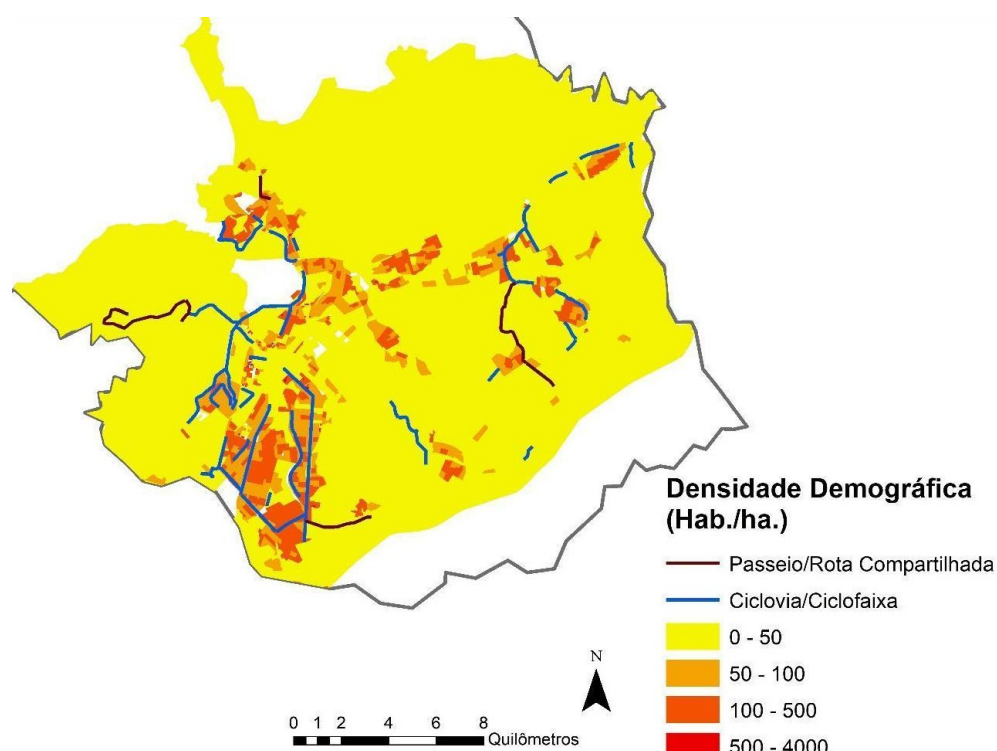 Densidade Demográfica
(Hab./ha.)
Passeio/Rota Compartilhada
Ciclovia/Ciclofaixa
0 - 50
50 - 100
100 - 500
500 - 4000
N
0 1 2 4 6 8
Quilômetros